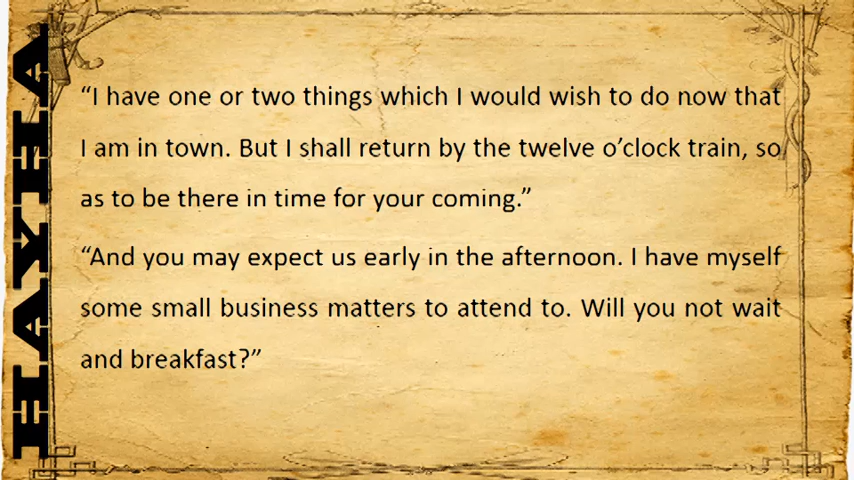 HAYHA
“I have one or two things which I would wish to do now that
I am in town. But I shall return by the twelve o’clock train, so
as to be there in time for your coming.”
“And you may expect us early in the afternoon. I have myself
some small business matters to attend to. Will you not wait
and breakfast?”